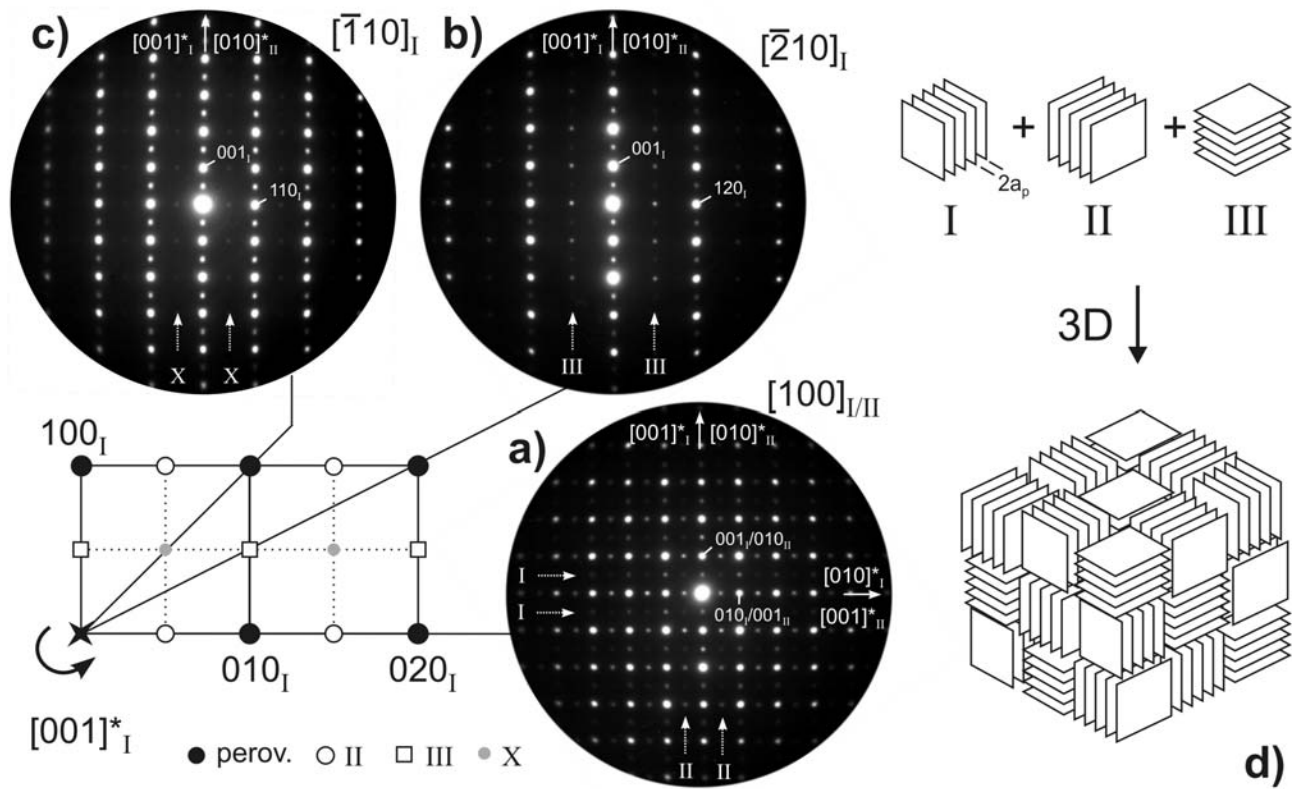 c)
[001]*I [010]*II
[1̄10]I
001I
110I
X X
b)
[001]*I [010]*II
[2̄10]I
001I
120I
III III
I + II + III
2ap
3D
a)
[100]I/II
[001]*I [010]*II
001I/010II
[010]*I
[001]*II
010I/001II
I
I
II II
100I
010I 020I
[001]*I
perov. II III X
d)